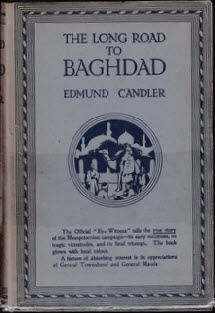 THE LONG ROAD
TO
BAGHDAD
EDMUND CANDLER
The Official "Eye-Witness" tells the true story
of the Mesopotamian campaign—its early successes, its
tragic vicissitudes, and its final triumph. The book
glows with local colour.
A feature of absorbing interest is its appreciations
of General Townshend and General Maude